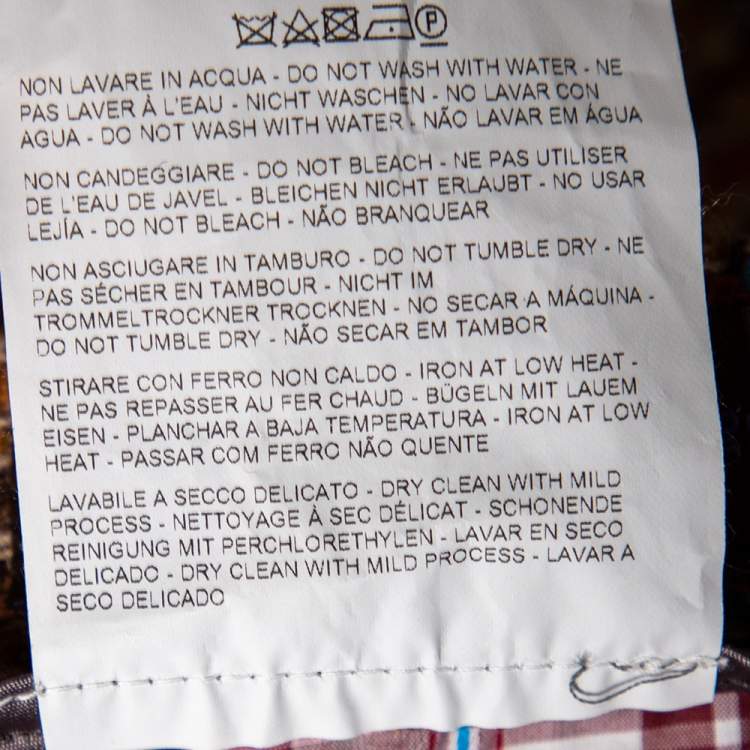 P
NON LAVARE IN ACQUA - DO NOT WASH WITH WATER - NE
PAS LAVER À L'EAU - NICHT WASCHEN - NO LAVAR CON
AGUA - DO NOT WASH WITH WATER - NÃO LAVAR EM ÁGUA
NON CANDEGGIARE - DO NOT BLEACH - NE PAS UTILISER
DE L'EAU DE JAVEL - BLEICHEN NICHT ERLAUBT - NO USAR
LEJÍA - DO NOT BLEACH - NÃO BRANQUEAR
NON ASCIUGARE IN TAMBURO - DO NOT TUMBLE DRY - NE
PAS SÉCHER EN TAMBOUR - NICHT IM
TROMMELTROCKNER TROCKNEN - NO SECAR A MÁQUINA -
DO NOT TUMBLE DRY - NÃO SECAR EM TAMBOR
STIRARE CON FERRO NON CALDO - IRON AT LOW HEAT -
NE PAS REPASSER AU FER CHAUD - BÜGELN MIT LAUEM
EISEN - PLANCHAR A BAJA TEMPERATURA - IRON AT LOW
HEAT - PASSAR COM FERRO NÃO QUENTE
LAVABILE A SECCO DELICATO - DRY CLEAN WITH MILD
PROCESS - NETTOYAGE À SEC DÉLICAT - SCHONENDE
REINIGUNG MIT PERCHLORETHYLEN - LAVAR EN SECO
DELICADO - DRY CLEAN WITH MILD PROCESS - LAVAR A
SECO DELICADO